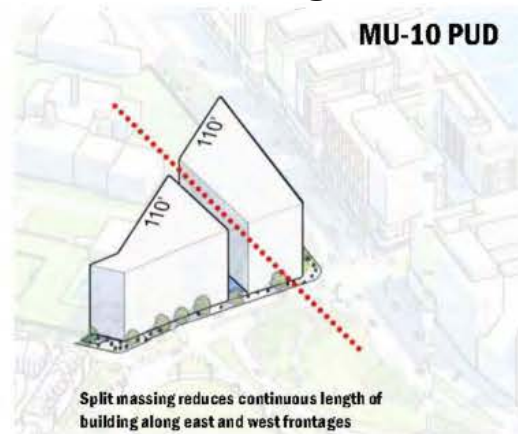 MU-10 PUD
110'
110'
Split massing reduces continuous length of
building along east and west frontages